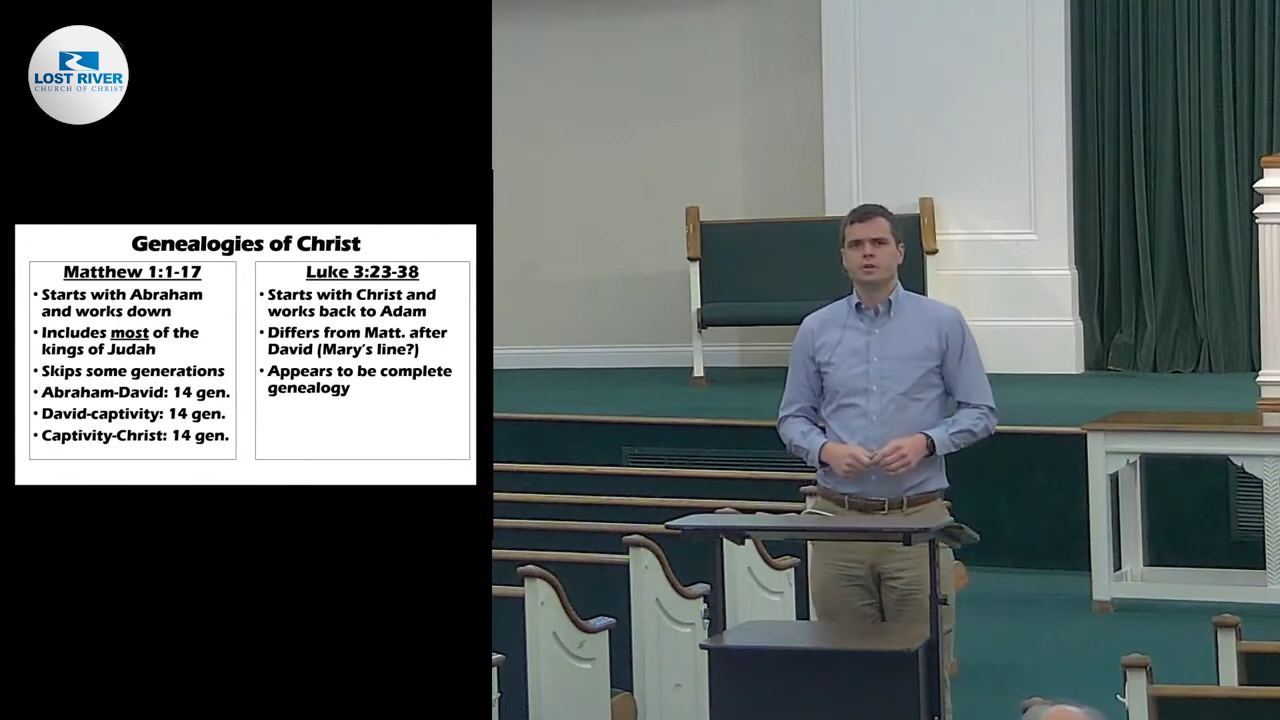 LOST RIVER
CHURCH OF CHRIST
Genealogies of Christ
Matthew 1:1-17
• Starts with Abraham
and works down
• Includes most of the
kings of Judah
• Skips some generations
• Abraham-David: 14 gen.
• David-captivity: 14 gen.
• Captivity-Christ: 14 gen.
Luke 3:23-38
• Starts with Christ and
works back to Adam
• Differs from Matt. after
David (Mary's line?)
• Appears to be complete
genealogy